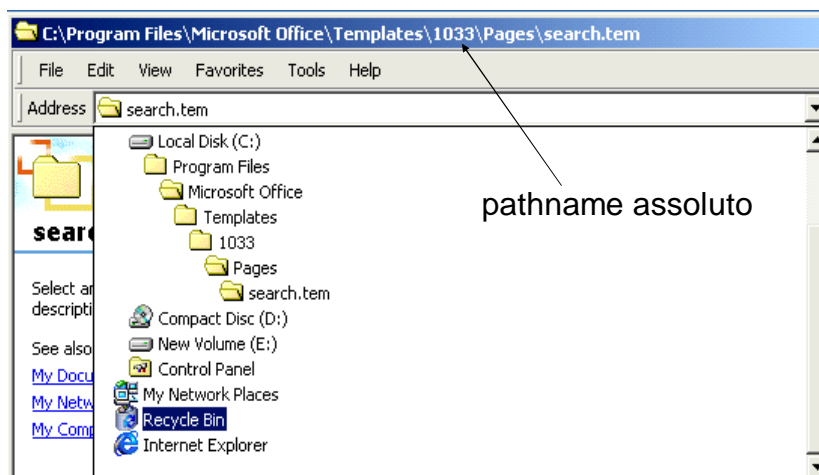 C:\Program Files\Microsoft Office\Templates\1033\Pages\search.tem
File Edit View Favorites Tools Help
Address search.tem
Local Disk (C:)
Program Files
Microsoft Office
Templates
1033
Pages
search.tem
Compact Disc (D:)
New Volume (E:)
Control Panel
My Network Places
Recycle Bin
Internet Explorer
pathname assoluto
sear
Select an
descripti
See also
My Docu
My Netw
My Comp